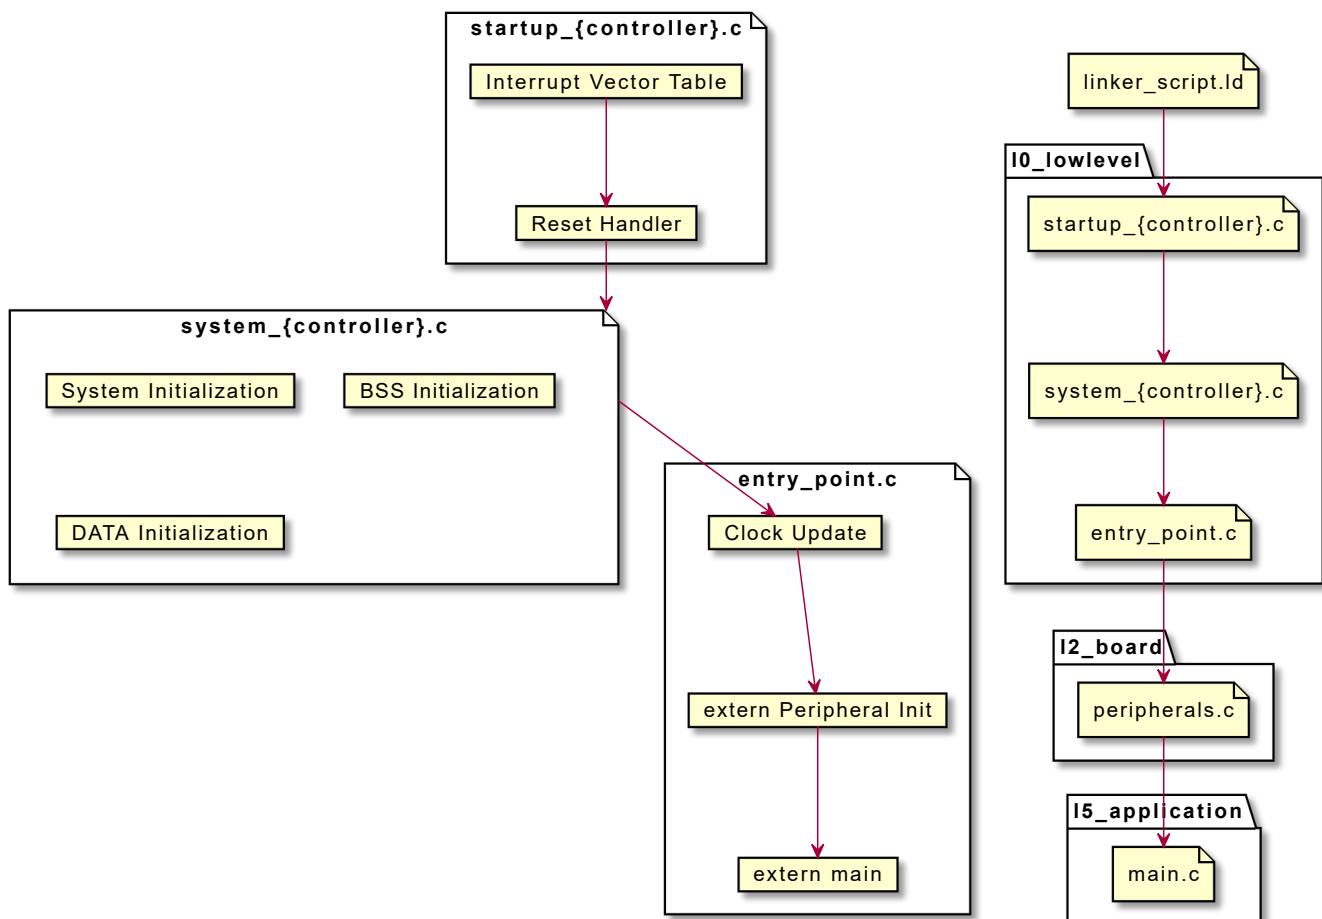 startup_{controller}.c
Interrupt Vector Table
Reset Handler
system_{controller}.c
System Initialization
BSS Initialization
DATA Initialization
entry_point.c
Clock Update
extern Peripheral Init
extern main
linker_script.ld
l0_lowlevel
startup_{controller}.c
system_{controller}.c
entry_point.c
l2_board
peripherals.c
l5_application
main.c